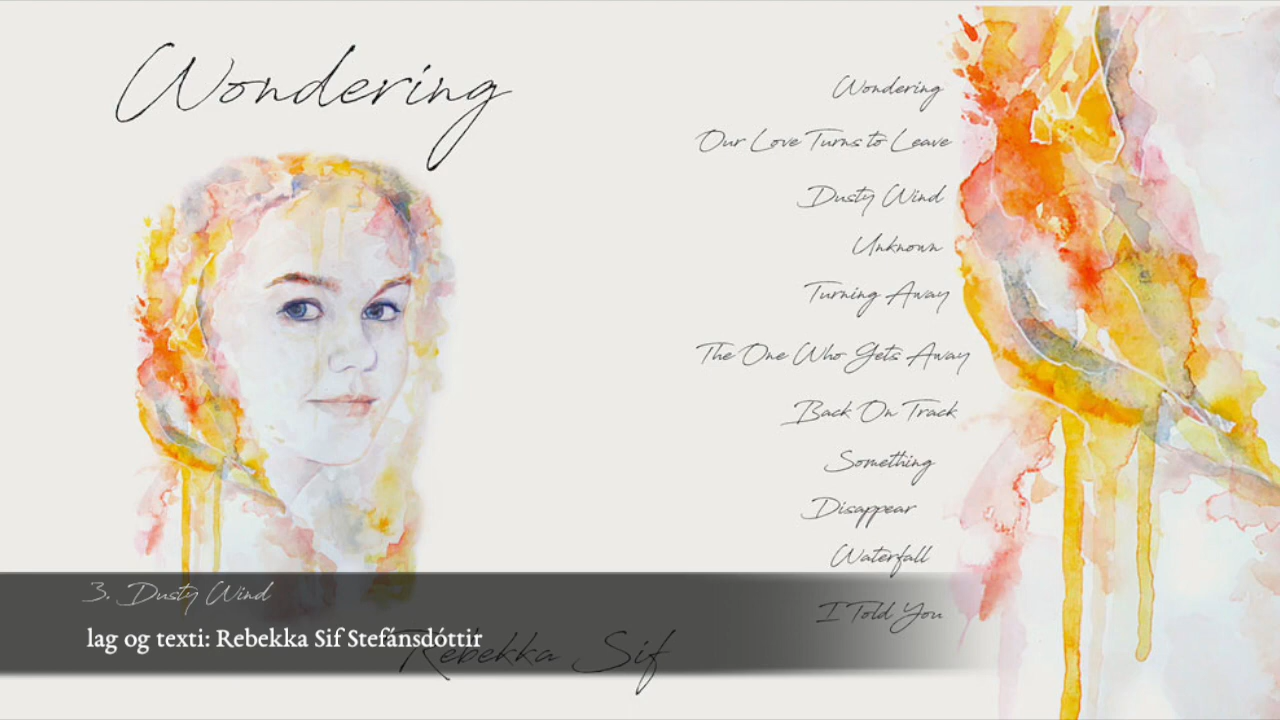 Wondering
Wondering
Our Love Turns to Leave
Dusty Wind
Unknown
Turning Away
The One Who Gets Away
Back On Track
Something
Disappear
Waterfall
I Told You
3. Dusty Wind
lag og texti: Rebekka Sif Stefánsdóttir
Rebekka Sif